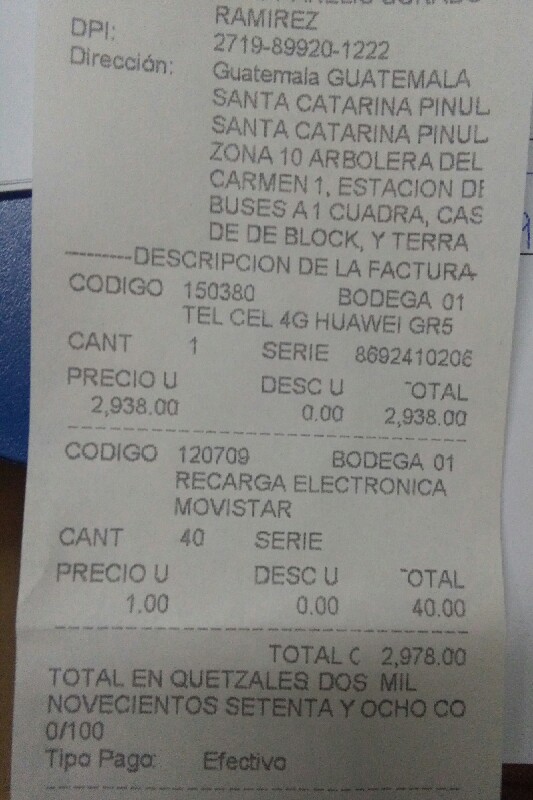 RAMIREZ
DPI: 2719-89920-1222
Dirección: Guatemala GUATEMALA
SANTA CATARINA PINUL
SANTA CATARINA PINUL
ZONA 10 ARBOLERA DEL
CARMEN 1, ESTACION DE
BUSES A 1 CUADRA, CAS
DE DE BLOCK, Y TERRA
---------DESCRIPCION DE LA FACTURA-
CODIGO 150380 BODEGA 01
TEL CEL 4G HUAWEI GR5
CANT 1 SERIE 8692410206
PRECIO U DESC U TOTAL
2,938.00 0.00 2,938.00
CODIGO 120709 BODEGA 01
RECARGA ELECTRONICA
MOVISTAR
CANT 40 SERIE
PRECIO U DESC U TOTAL
1.00 0.00 40.00
TOTAL Q 2,978.00
TOTAL EN QUETZALES DOS MIL
NOVECIENTOS SETENTA Y OCHO CO
0/100
Tipo Pago: Efectivo